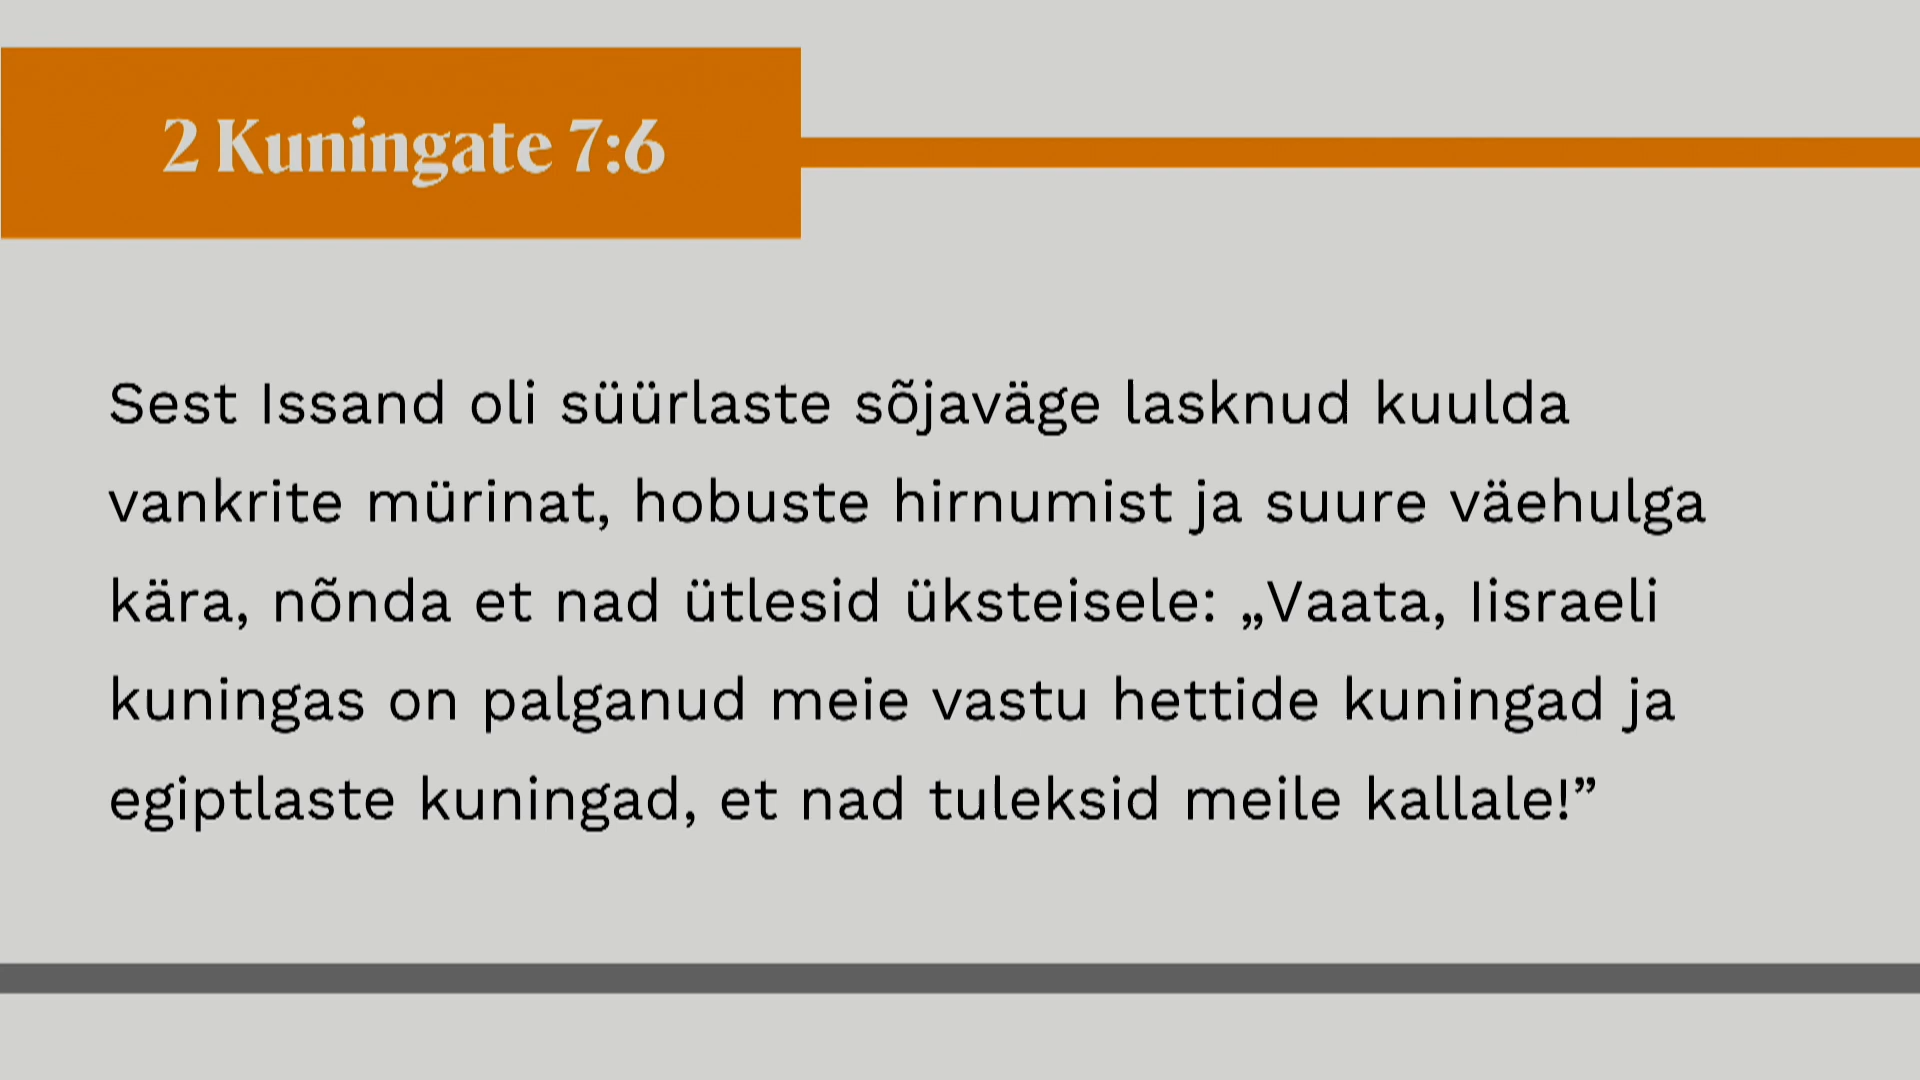 2 Kuningate 7:6
Sest Issand oli süürlaste sõjaväge lasknud kuulda
vankrite mürinat, hobuste hirnumist ja suure väehulga
kära, nõnda et nad ütlesid üksteisele: „Vaata, Iisraeli
kuningas on palganud meie vastu hettide kuningad ja
egiptlaste kuningad, et nad tuleksid meile kallale!”